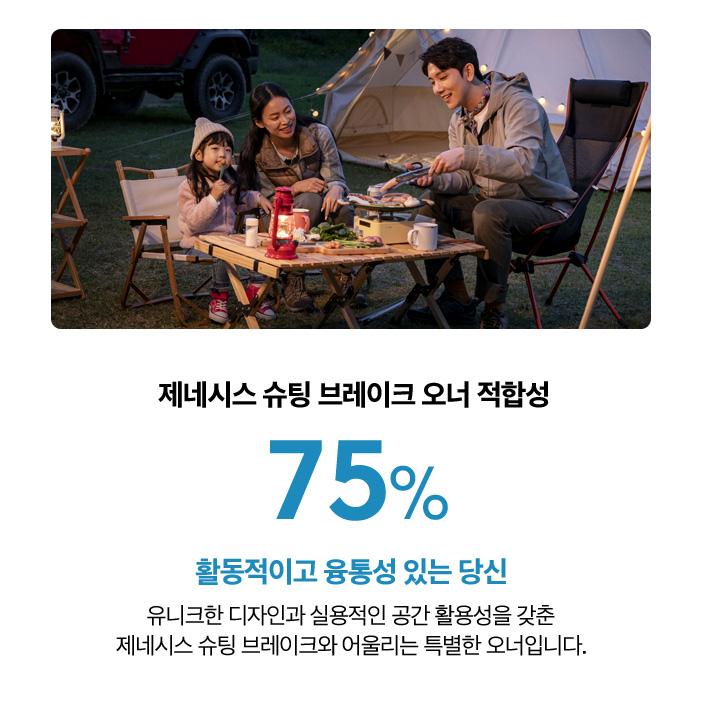 제네시스 슈팅 브레이크 오너 적합성
75%
활동적이고 융통성 있는 당신
유니크한 디자인과 실용적인 공간 활용성을 갖춘
제네시스 슈팅 브레이크와 어울리는 특별한 오너입니다.